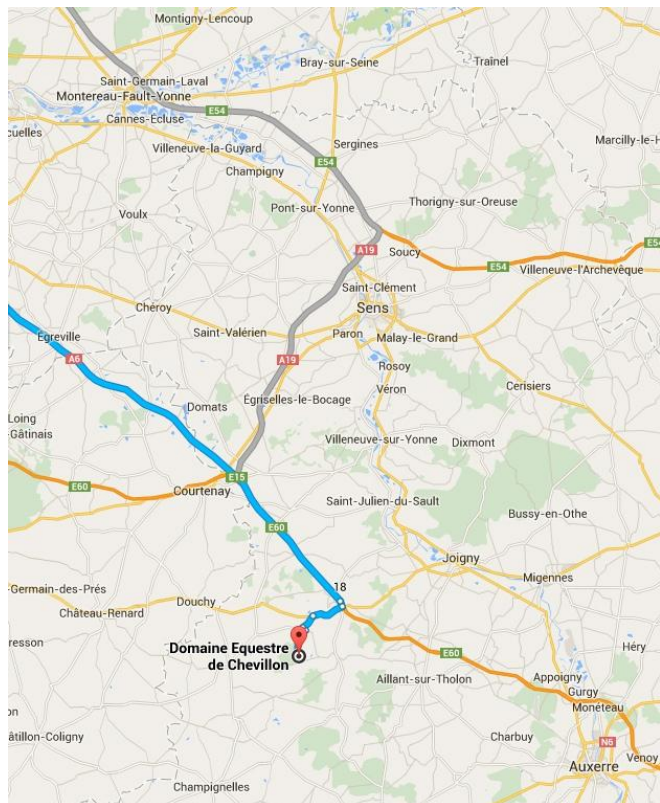 Montigny-Lencoup
Bray-sur-Seine
Traînel
Saint-Germain-Laval
Montereau-Fault-Yonne
E54
Cannes-Écluse
cuelles
Sergines
Marcilly-le-H
Villeneuve-la-Guyard
E54
Champigny
Voulx
Pont-sur-Yonne
Thorigny-sur-Oreuse
A19
Soucy
E54
E54
Villeneuve-l'Archevêque
Saint-Clément
Chéroy
Sens
Saint-Valérien
Paron
Malay-le-Grand
Égreville
A6
A19
Rosoy
Véron
Cerisiers
Égriselles-le-Bocage
Domats
Loing
-Gâtinais
Villeneuve-sur-Yonne
Dixmont
E15
E60
Courtenay
Saint-Julien-du-Sault
Bussy-en-Othe
E60
Joigny
Migennes
18
-Germain-des-Prés
Douchy
Château-Renard
resson
Domaine Equestre
de Chevillon
E60
Héry
Aillant-sur-Tholon
Appoigny
Gurgy
Monéteau
on
âtillon-Coligny
Charbuy
N6
Venoy
Auxerre
Champignelles